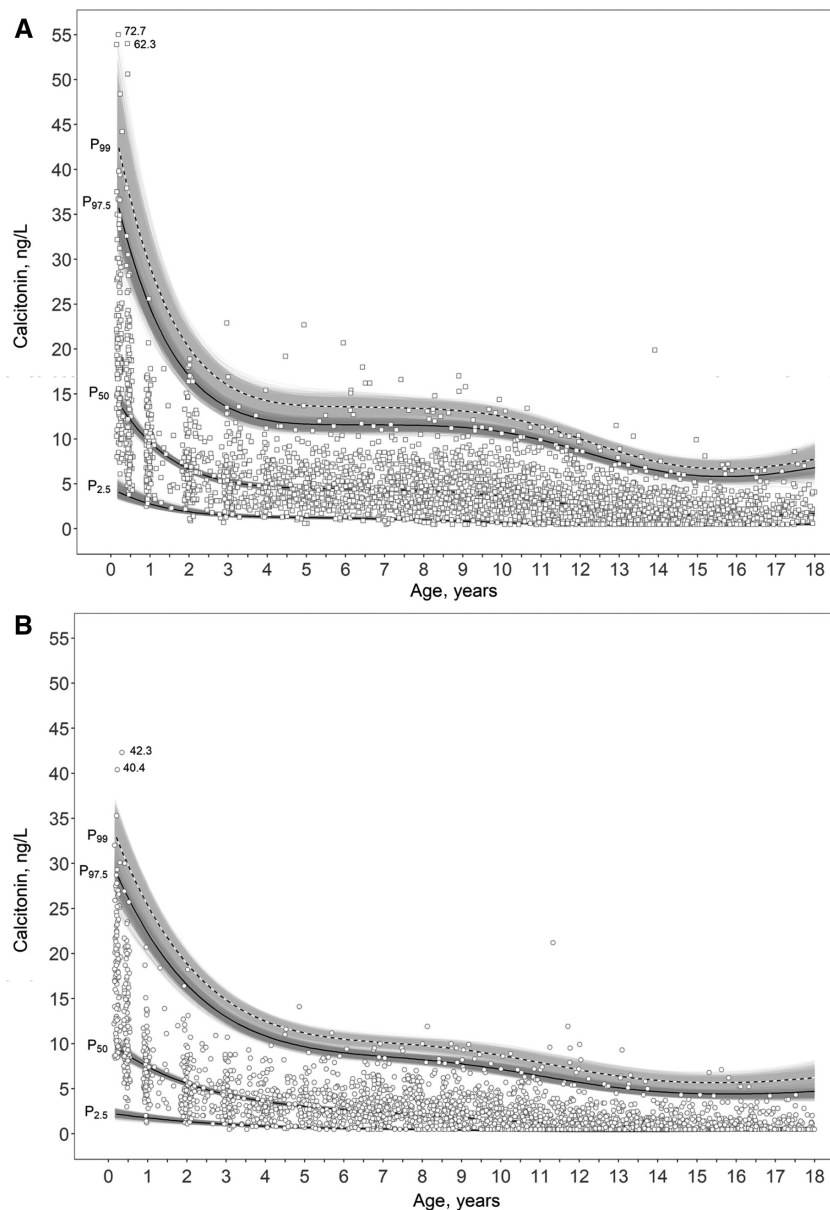 A
72.7
62.3
55
50
45
40
35
30
25
20
15
10
5
0
P99
P97.5
P50
P2.5
Calcitonin, ng/L
0 1 2 3 4 5 6 7 8 9 10 11 12 13 14 15 16 17 18
Age, years
B
55
50
45
40
35
30
25
20
15
10
5
0
42.3
40.4
P99
P97.5
P50
P2.5
Calcitonin, ng/L
0 1 2 3 4 5 6 7 8 9 10 11 12 13 14 15 16 17 18
Age, years